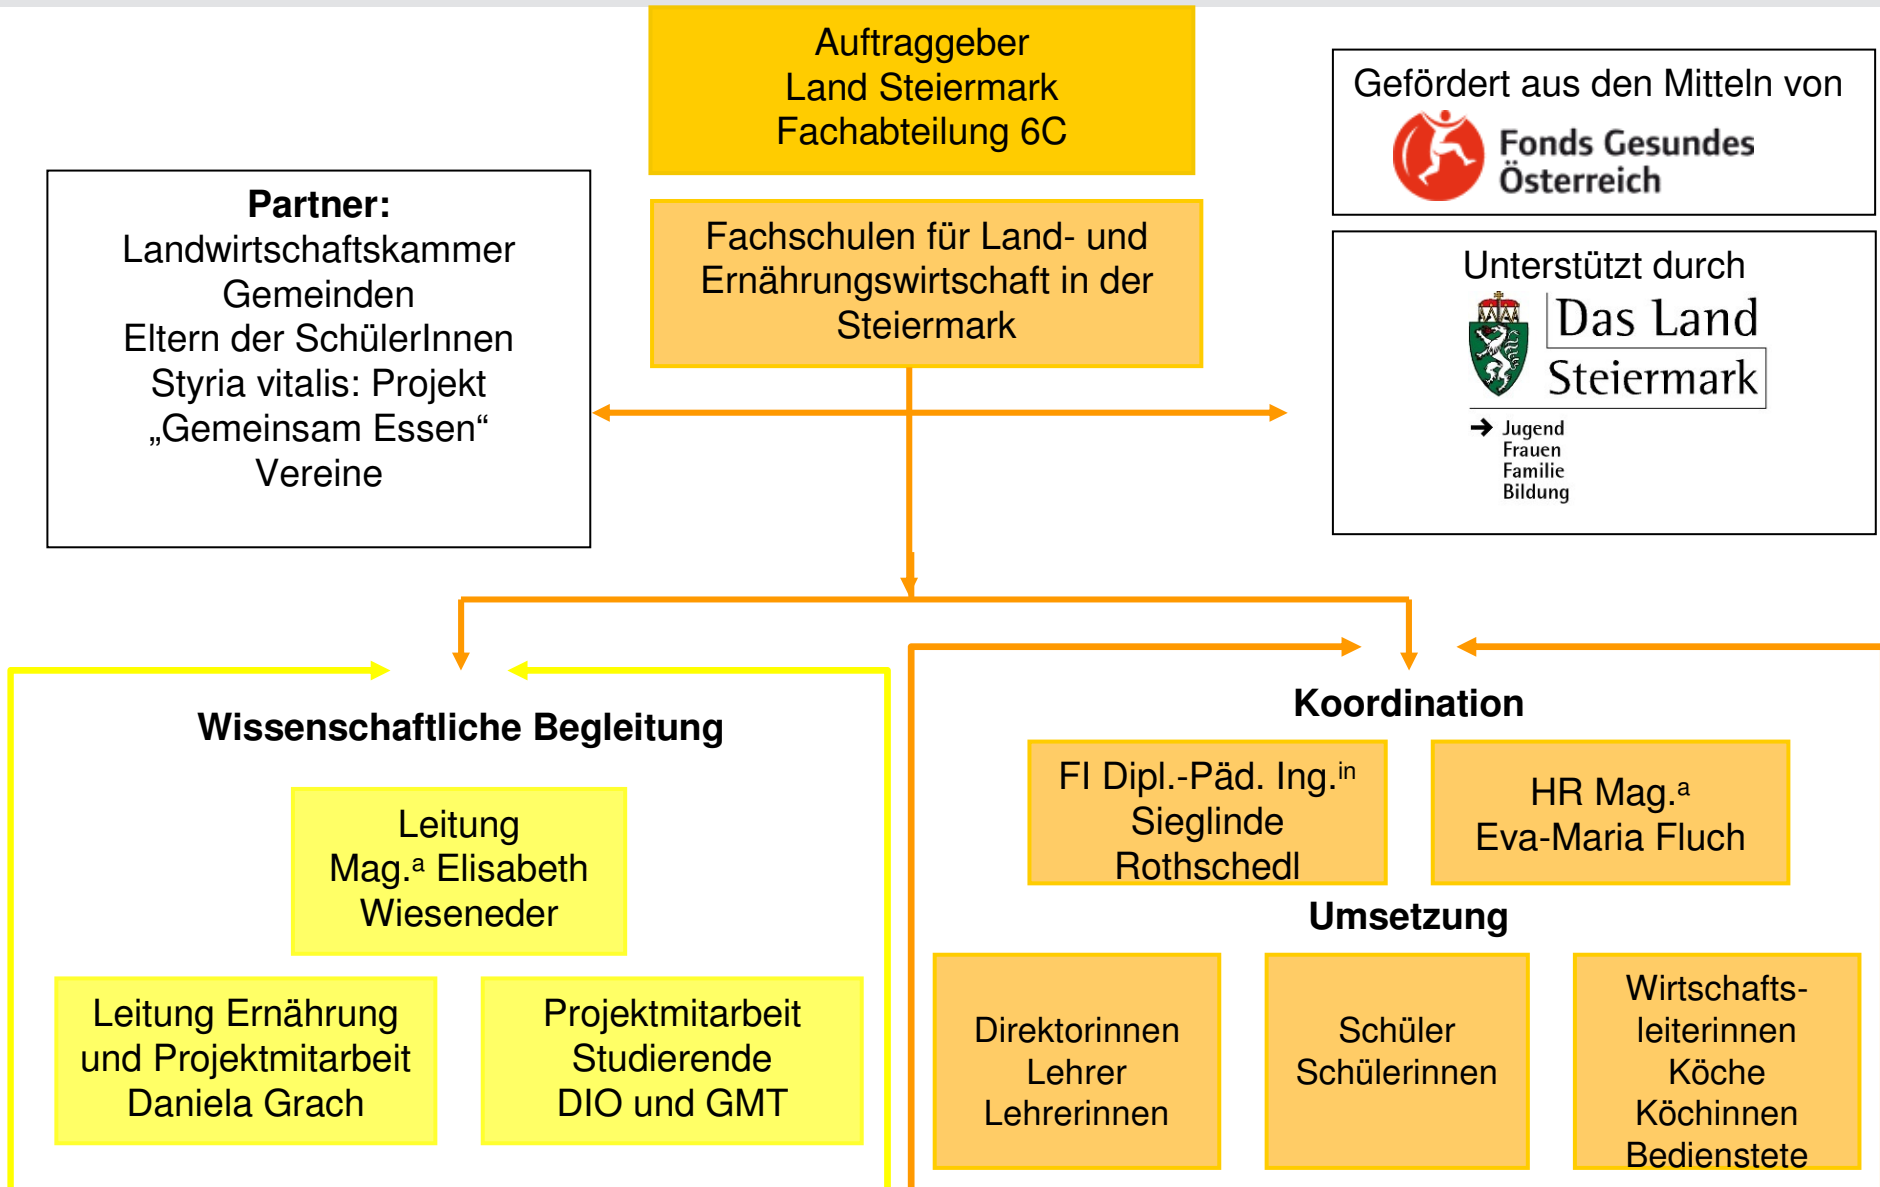 Auftraggeber
Land Steiermark
Fachabteilung 6C
Gefördert aus den Mitteln von
Fonds Gesundes
Österreich
Partner:
Landwirtschaftskammer
Gemeinden
Eltern der SchülerInnen
Styria vitalis: Projekt
„Gemeinsam Essen“
Vereine
Fachschulen für Land- und
Ernährungswirtschaft in der
Steiermark
Unterstützt durch
Das Land
Steiermark
→ Jugend
Frauen
Familie
Bildung
Wissenschaftliche Begleitung
Leitung
Mag.ᵃ Elisabeth
Wieseneder
Leitung Ernährung
und Projektmitarbeit
Daniela Grach
Projektmitarbeit
Studierende
DIO und GMT
Koordination
FI Dipl.-Päd. Ing.ⁱⁿ
Sieglinde
Rothschedl
HR Mag.ᵃ
Eva-Maria Fluch
Umsetzung
Direktorinnen
Lehrer
Lehrerinnen
Schüler
Schülerinnen
Wirtschafts-
leiterinnen
Köche
Köchinnen
Bedienstete